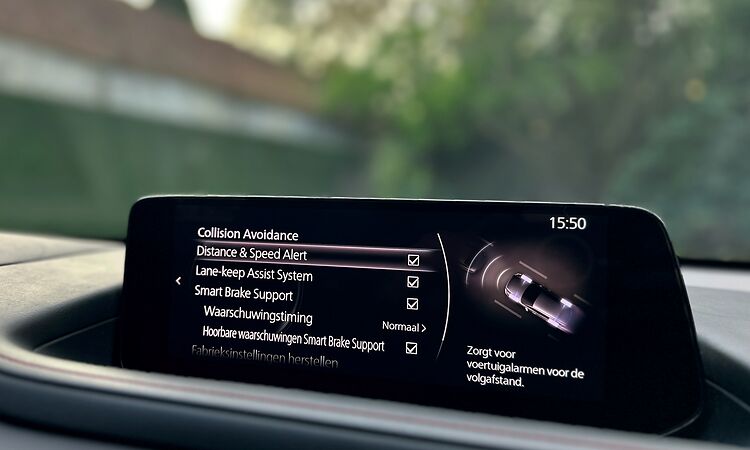 15:50
Collision Avoidance
Distance & Speed Alert
Lane-keep Assist System
Smart Brake Support
Waarschuwingstiming
Normaal
Hoorbare waarschuwingen Smart Brake Support
Fabrieksinstellingen herstellen
Zorgt voor
voertuigalarmen voor de
volgafstand.